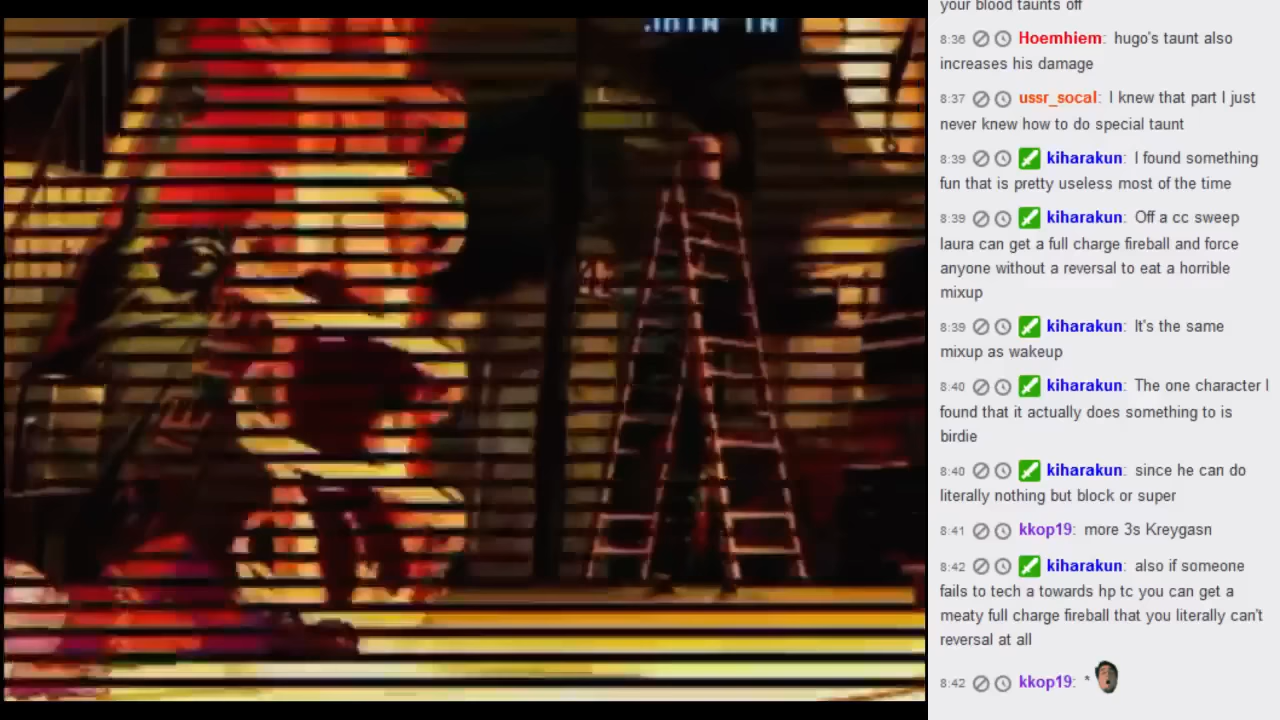 your blood taunts off
8:36 Hoemhiem: hugo's taunt also
increases his damage
8:37 ussr_socal: I knew that part I just
never knew how to do special taunt
8:39 kiharakun: I found something
fun that is pretty useless most of the time
8:39 kiharakun: Off a cc sweep
laura can get a full charge fireball and force
anyone without a reversal to eat a horrible
mixup
8:39 kiharakun: It's the same
mixup as wakeup
8:40 kiharakun: The one character I
found that it actually does something to is
birdie
8:40 kiharakun: since he can do
literally nothing but block or super
8:41 kkop19: more 3s Kreygasn
8:42 kiharakun: also if someone
fails to tech a towards hp tc you can get a
meaty full charge fireball that you literally can't
reversal at all
8:42 kkop19: *